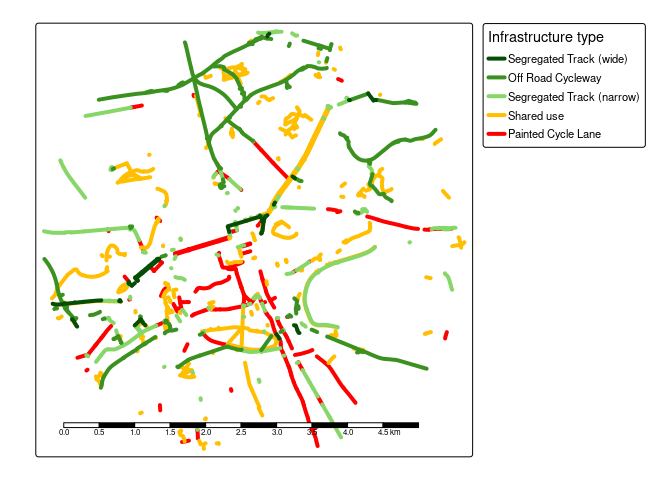 Infrastructure type
Segregated Track (wide)
Off Road Cycleway
Segregated Track (narrow)
Shared use
Painted Cycle Lane
0.0 0.5 1.0 1.5 2.0 2.5 3.0 3.5 4.0 4.5 km